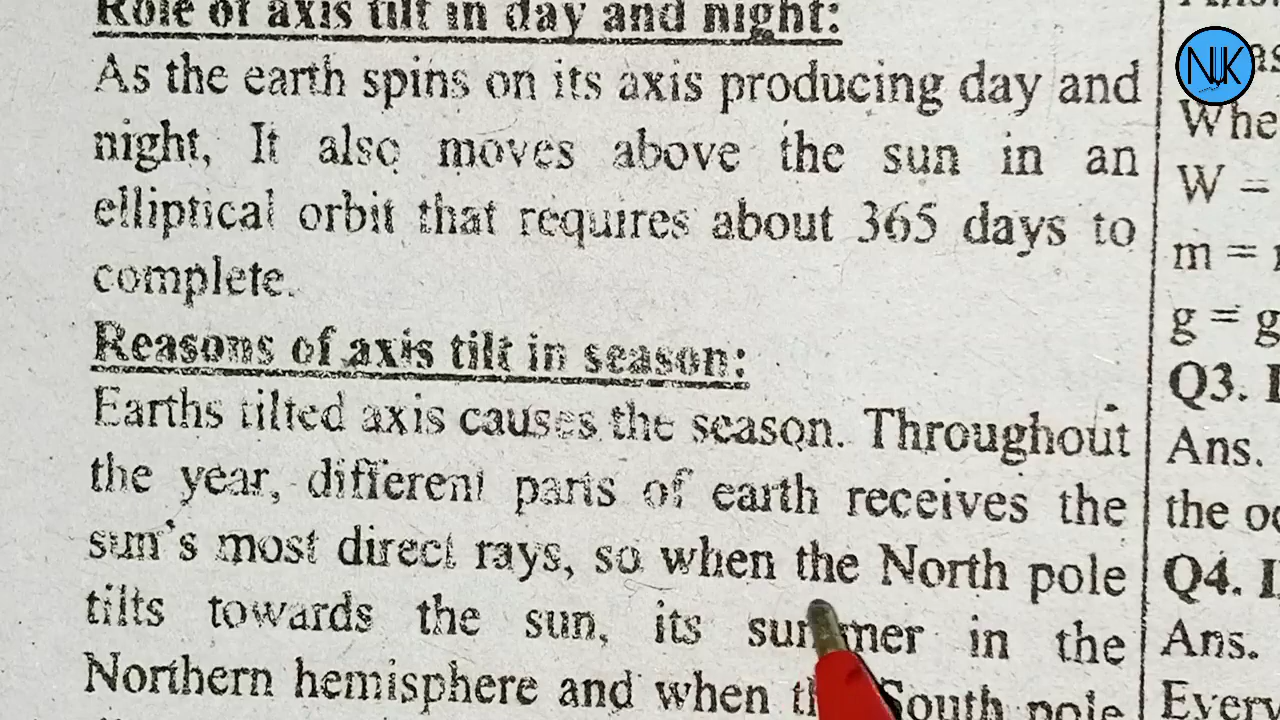 Role of axis tilt in day and night:
As the earth spins on its axis producing day and
night, It also moves above the sun in an
elliptical orbit that requires about 365 days to
complete.
Reasons of axis tilt in season:
Earths tilted axis causes the season. Throughout
the year, different parts of earth receives the
sun's most direct rays, so when the North pole
tilts towards the sun, its summer in the
Northern hemisphere and when South pole
NJK
W =
m =
g = g
Q3.
Ans.
the
Q4.
Ans.